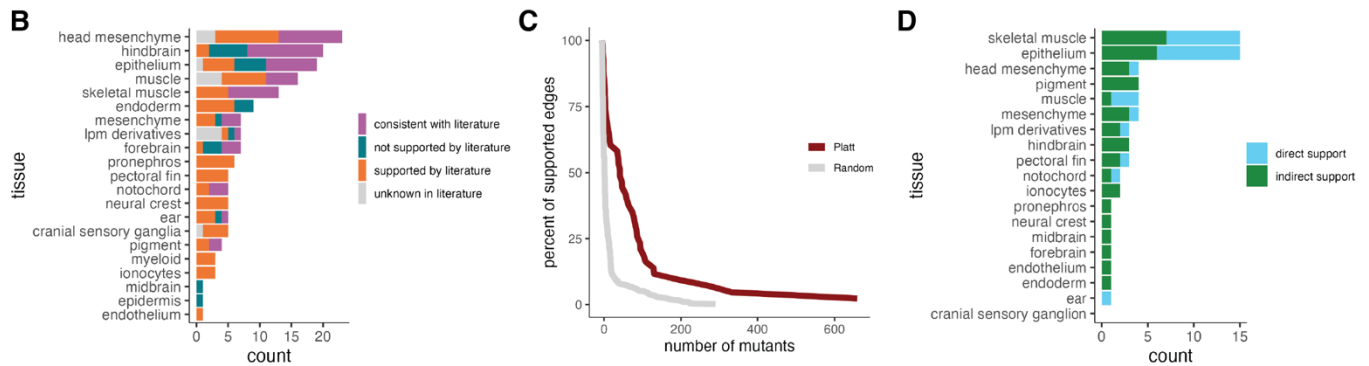 B
head mesenchyme
hindbrain
epithelium
muscle
skeletal muscle
endoderm
mesenchyme
lpm derivatives
forebrain
pronephros
pectoral fin
notochord
neural crest
ear
cranial sensory ganglia
pigment
myeloid
ionocytes
midbrain
epidermis
endothelium
tissue
0 5 10 15 20
count
consistent with literature
not supported by literature
supported by literature
unknown in literature
C
100
75
50
25
0
percent of supported edges
0 200 400 600
number of mutants
Platt
Random
D
skeletal muscle
epithelium
head mesenchyme
pigment
muscle
mesenchyme
lpm derivatives
hindbrain
pectoral fin
notochord
ionocytes
pronephros
neural crest
midbrain
forebrain
endothelium
endoderm
ear
cranial sensory ganglion
tissue
0 5 10 15
count
direct support
indirect support